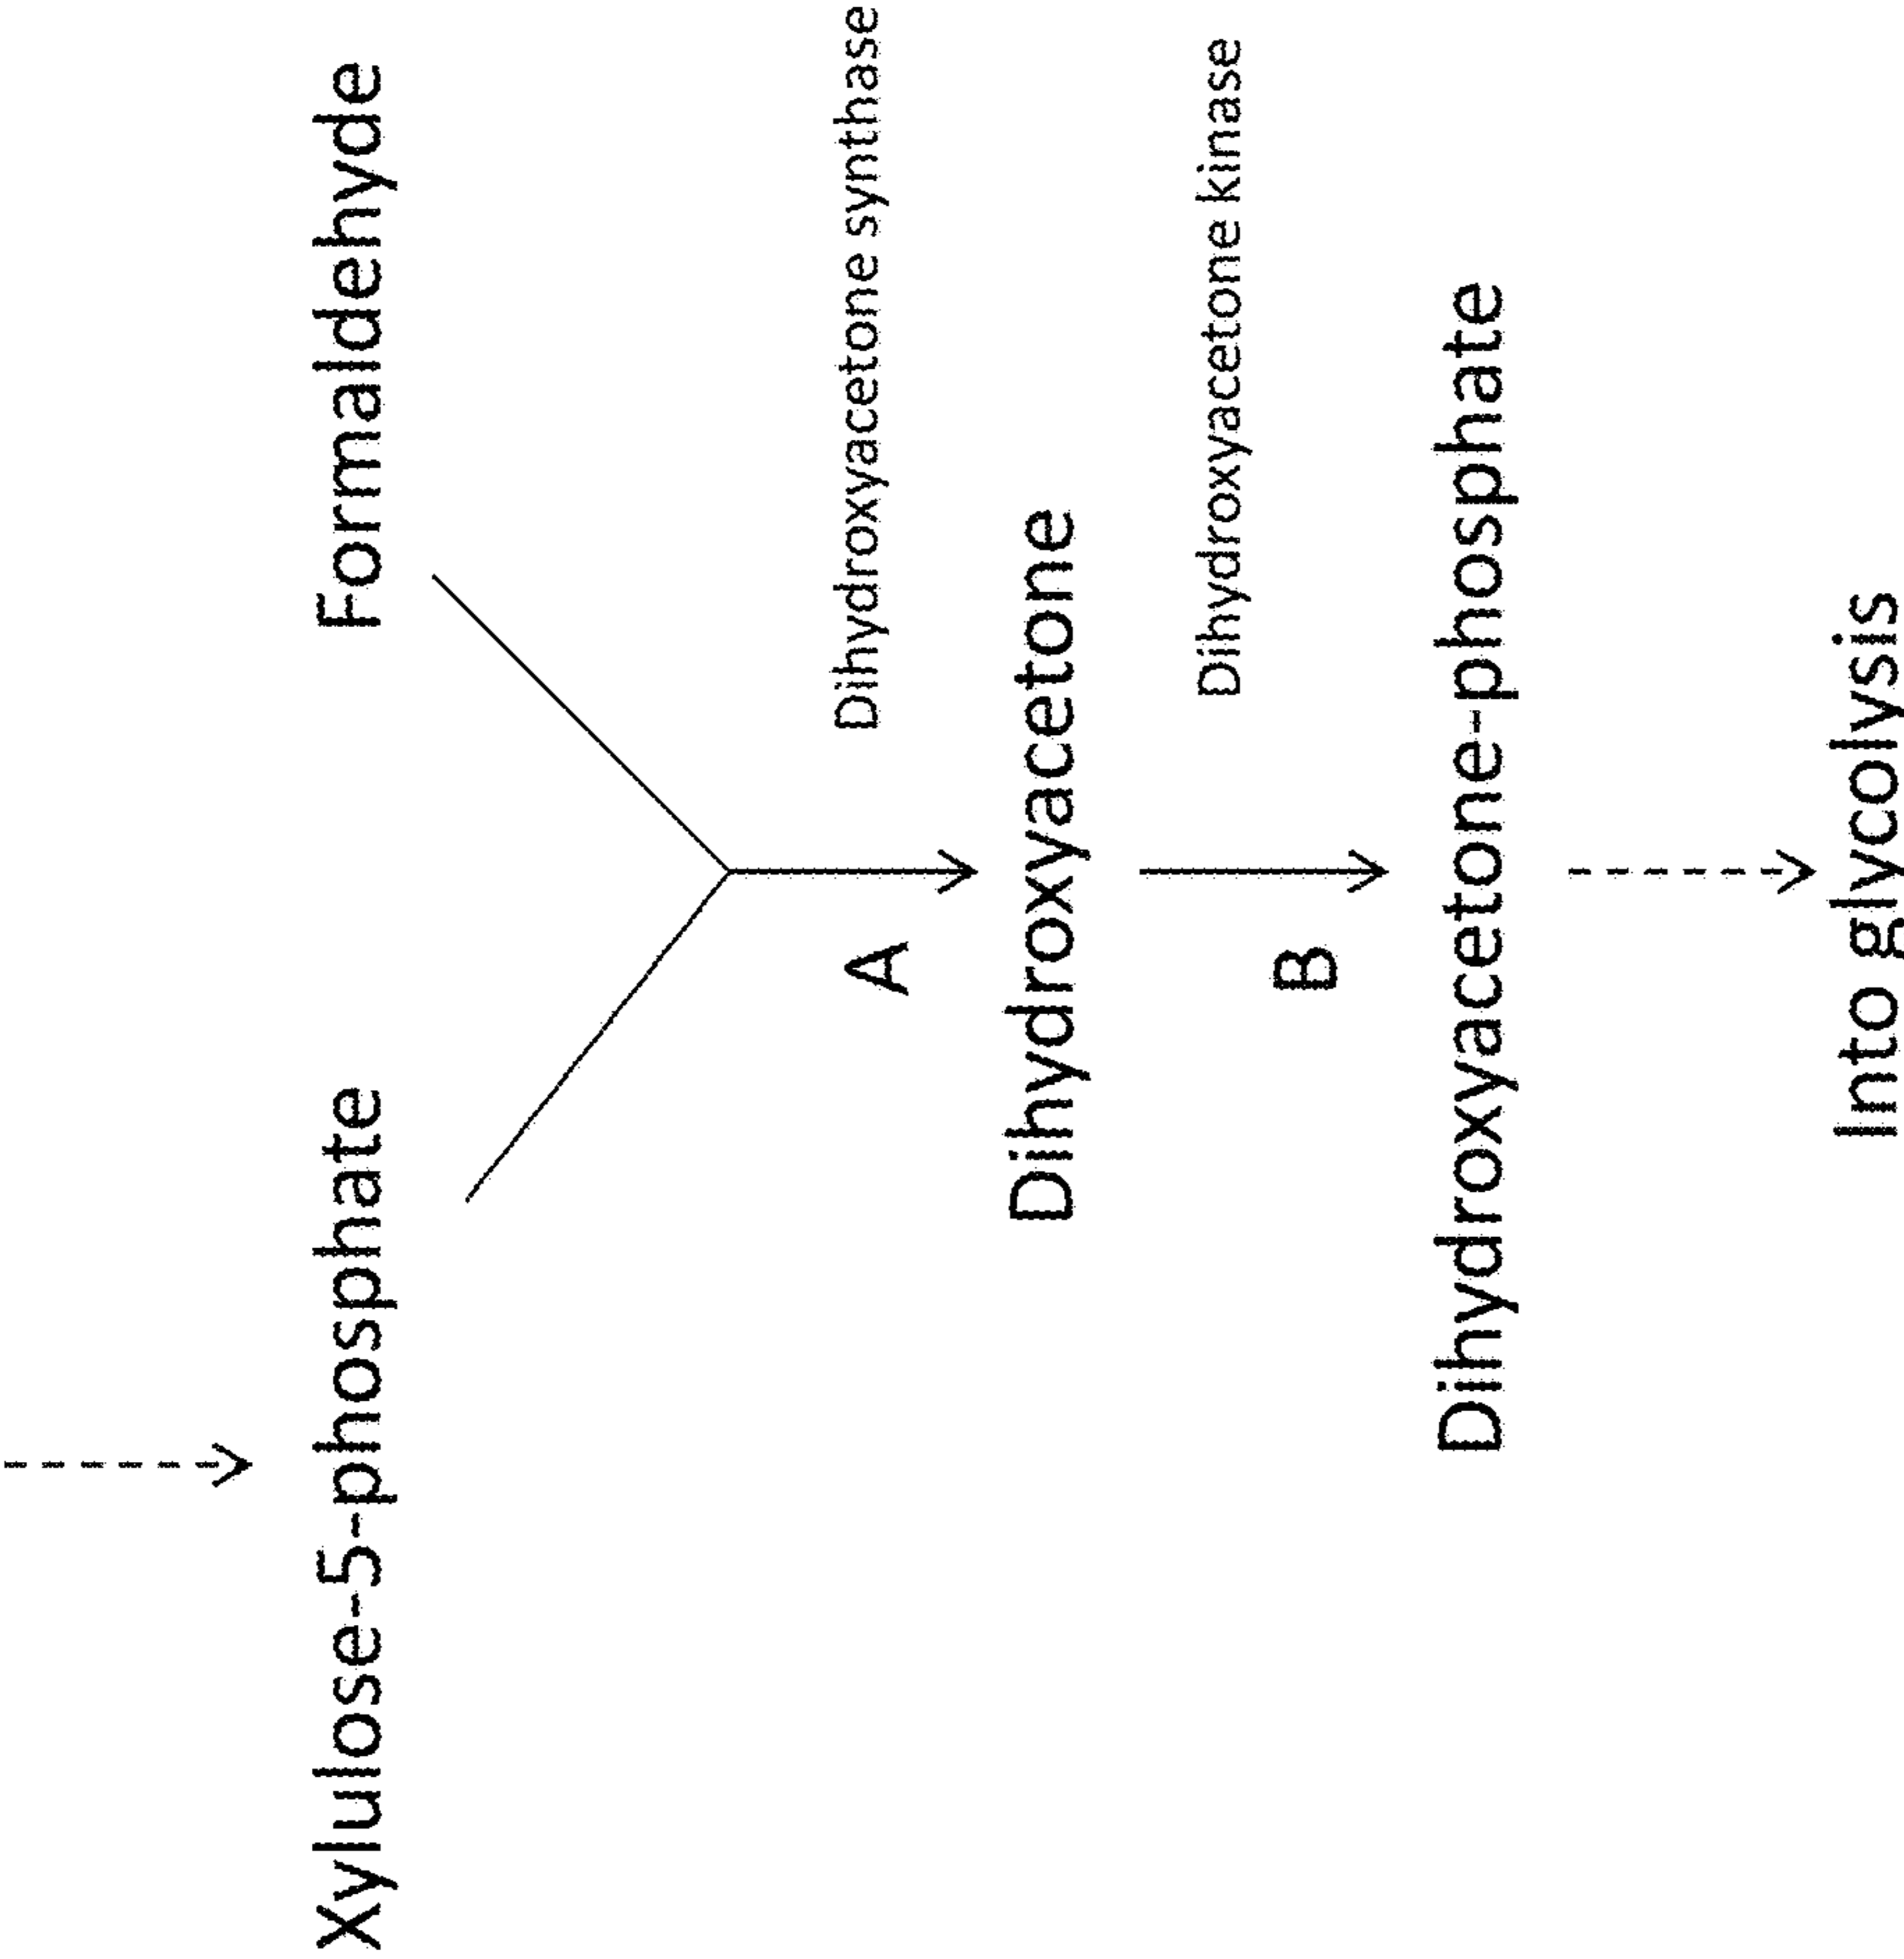 Xylulose-5-phosphate
Formaldehyde
A
Dihydroxyacetone synthase
Dihydroxyacetone
B
Dihydroxyacetone kinase
Dihydroxyacetone-phosphate
Into glycolysis